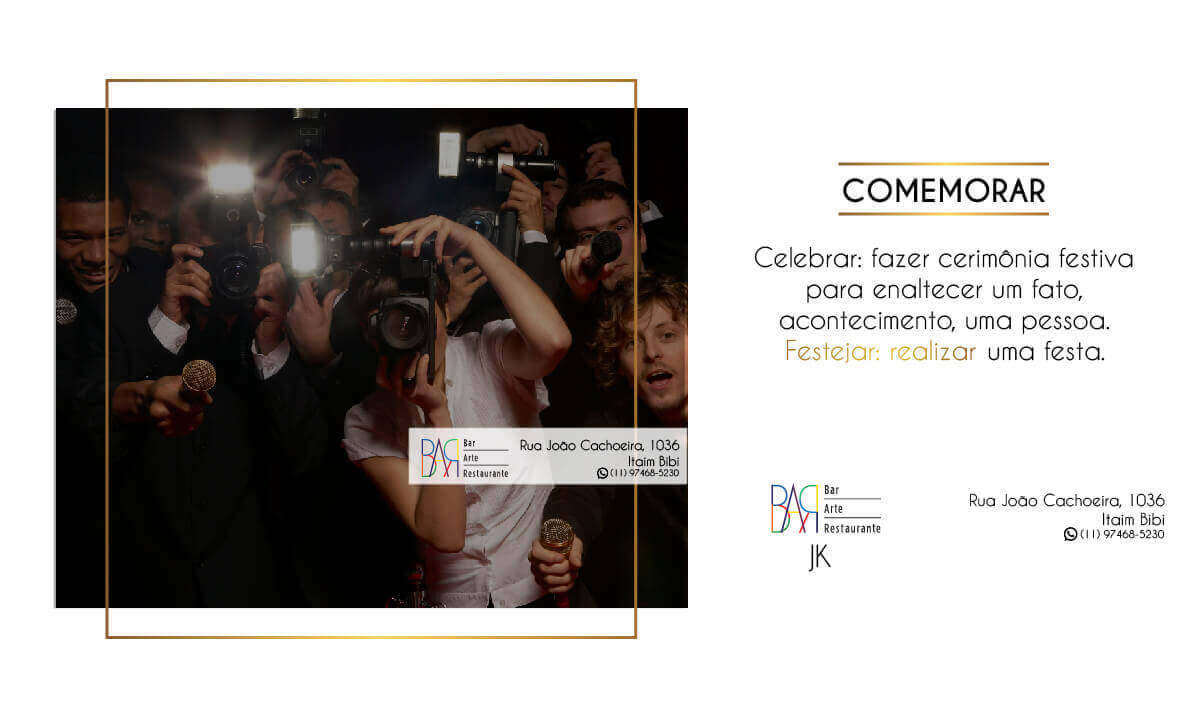 Bar
Arte
Restaurante
Rua João Cachoeira, 1036
Itaim Bibi
(11) 97468-5230
COMEMORAR
Celebrar: fazer cerimônia festiva
para enaltecer um fato,
acontecimento, uma pessoa.
Festejar: realizar uma festa.
Bar
Arte
Restaurante
JK
Rua João Cachoeira, 1036
Itaim Bibi
(11) 97468-5230